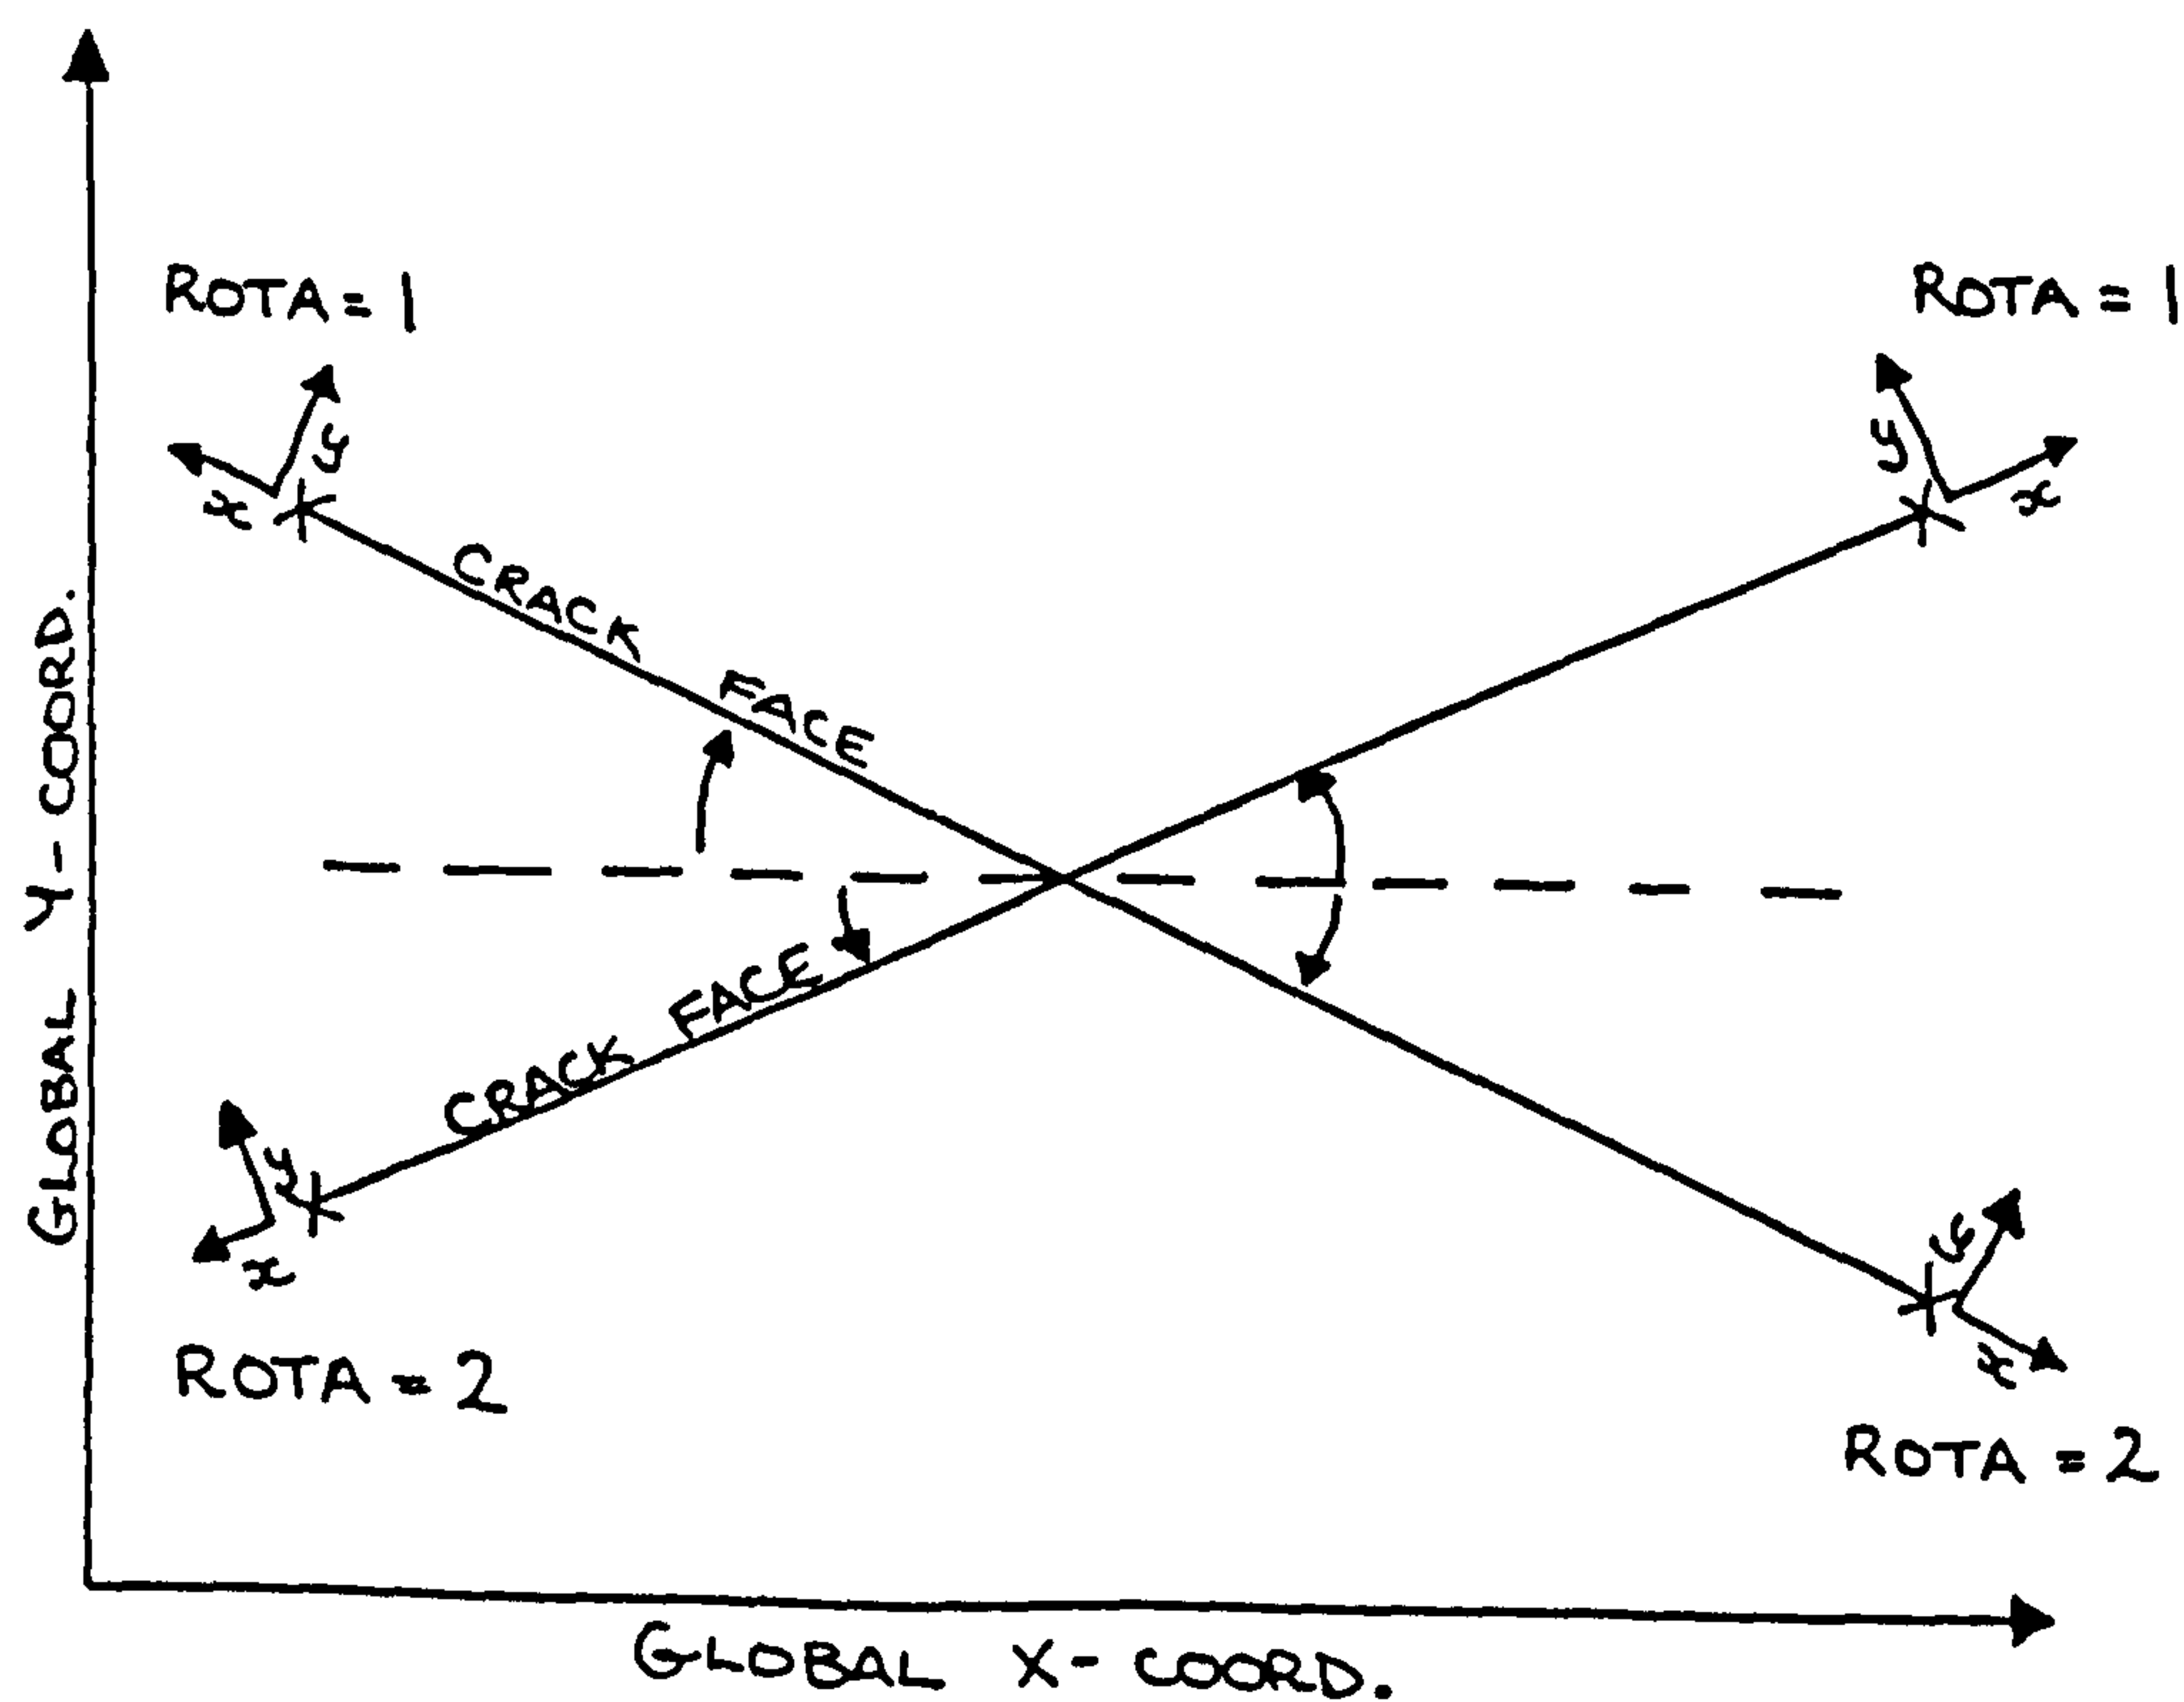 ROTA = 1
ROTA = 1
y
x
y
x
CRACK FACE
GLOBAL Y - COORD.
CRACK FACE
y
x
y
x
ROTA = 2
ROTA = 2
GLOBAL X - COORD.